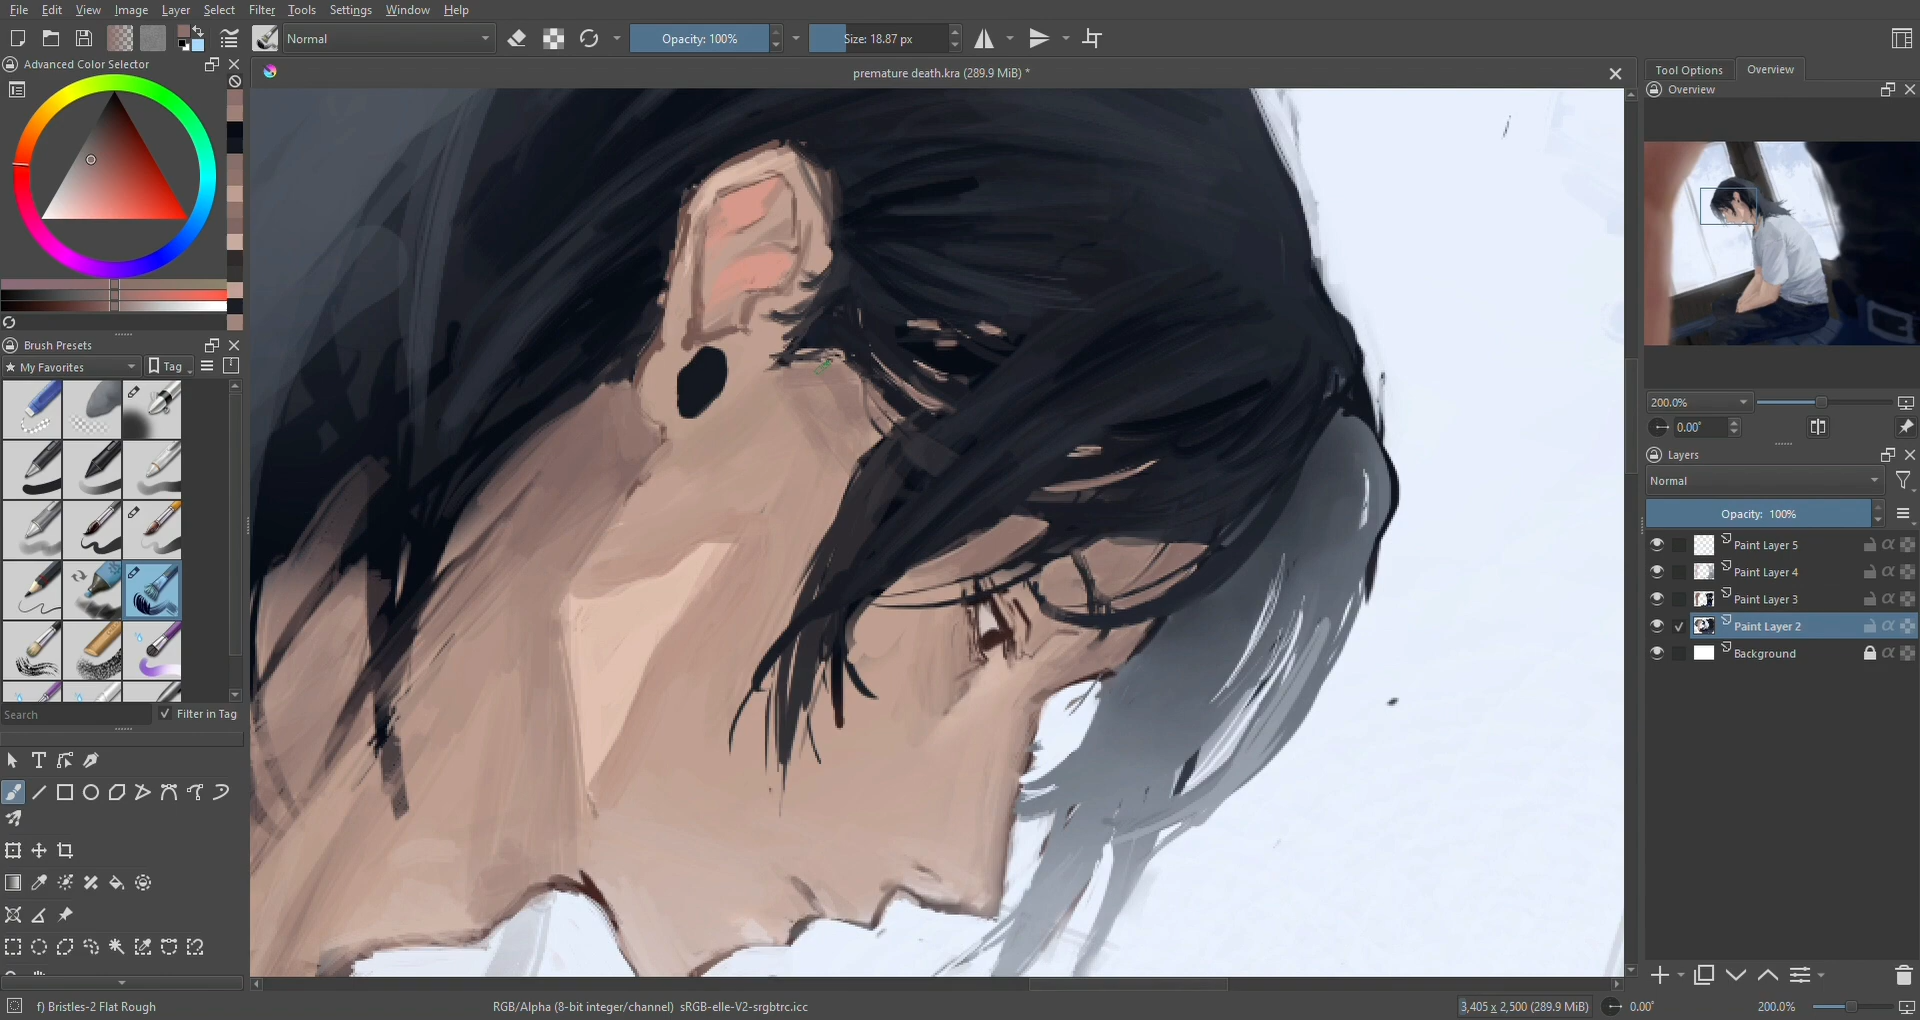 File Edit View Image Layer Select Filter Tools Settings Window Help
Normal
Opacity: 100%
Size: 18.87 px
Advanced Color Selector
premature death.kra (289.9 MiB) *
Tool Options
Overview
Overview
Brush Presets
My Favorites
Tag
200.0%
0.00°
Layers
Normal
Opacity: 100%
Paint Layer 5
Paint Layer 4
Paint Layer 3
Paint Layer 2
Background
Search
Filter in Tag
f) Bristles-2 Flat Rough
RGB/Alpha (8-bit integer/channel) sRGB-elle-V2-srgbtrc.icc
3,405 x 2,500 (289.9 MiB)
0.00°
200.0%